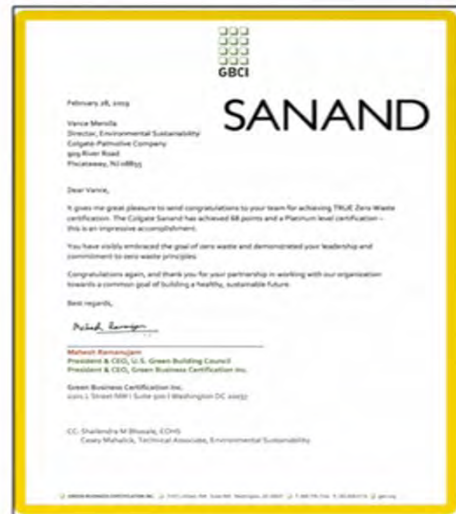 GBCI
SANAND
February 28, 2019
Vance Merolla
Director, Environmental Sustainability
Colgate-Palmolive Company
909 River Road
Piscataway, NJ 08855
Dear Vance,
It gives me great pleasure to send congratulations to your team for achieving TRUE Zero Waste
certification. The Colgate Sanand has achieved 68 points and a Platinum level certification –
this is an impressive accomplishment.
You have visibly embraced the goal of zero waste and demonstrated your leadership and
commitment to zero waste principles.
Congratulations again, and thank you for your partnership in working with our organization
towards a common goal of building a healthy, sustainable future.
Best regards,
Mahesh Ramanujam
President & CEO, U.S. Green Building Council
President & CEO, Green Business Certification Inc.
Green Business Certification Inc.
2101 L Street NW | Suite 500 | Washington DC 20037
CC: Shailendra M Bhosale, EOHS
Casey Mahalick, Technical Associate, Environmental Sustainability
GREEN BUSINESS CERTIFICATION INC.